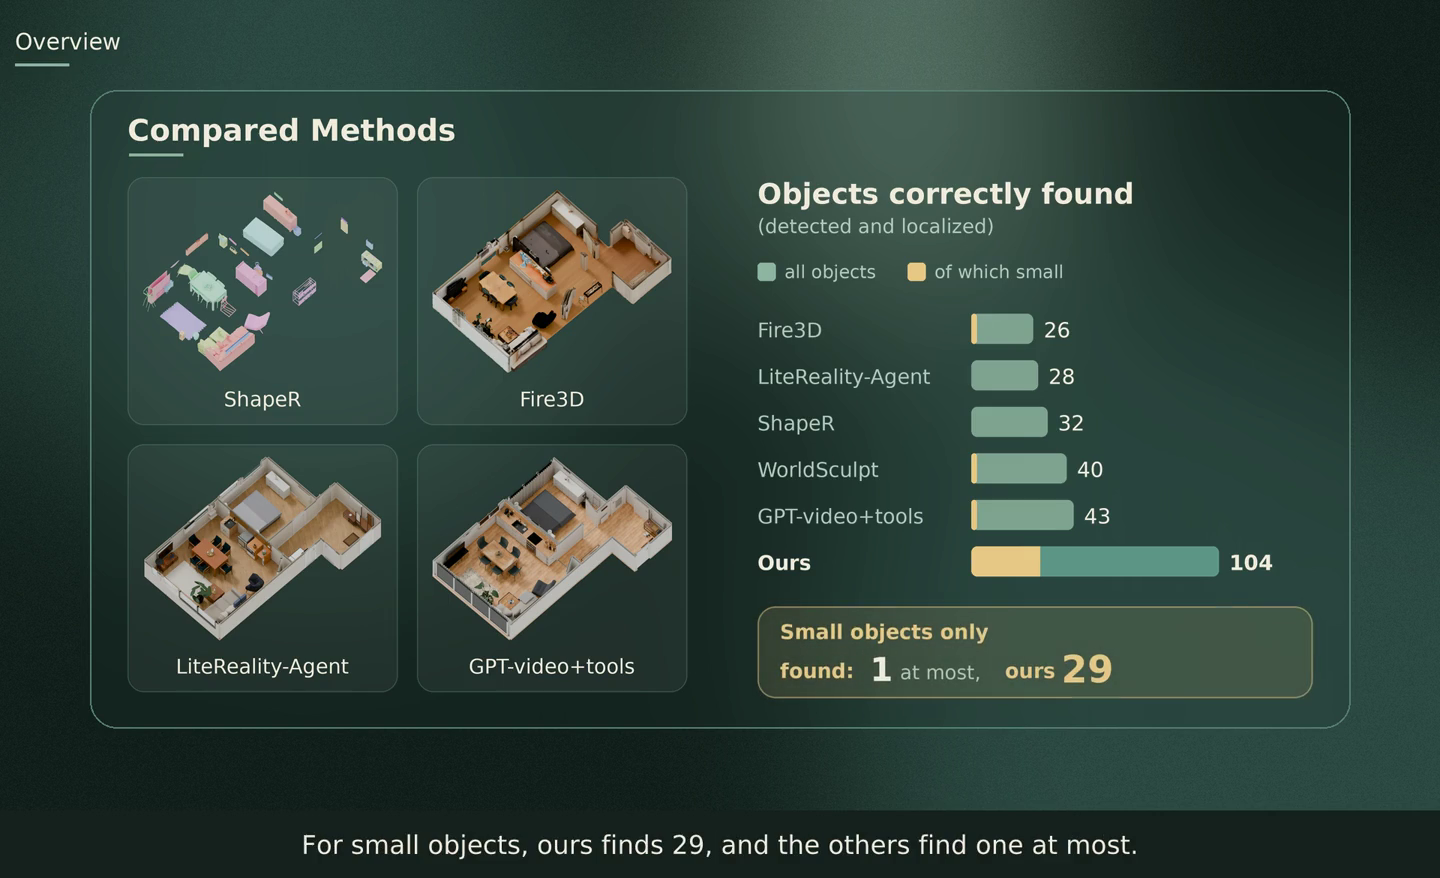 Overview
Compared Methods
ShapeR
Fire3D
LiteReality-Agent
GPT-video+tools
Objects correctly found
(detected and localized)
all objects of which small
Fire3D 26
LiteReality-Agent 28
ShapeR 32
WorldSculpt 40
GPT-video+tools 43
Ours 104
Small objects only
found: 1 at most, ours 29
For small objects, ours finds 29, and the others find one at most.